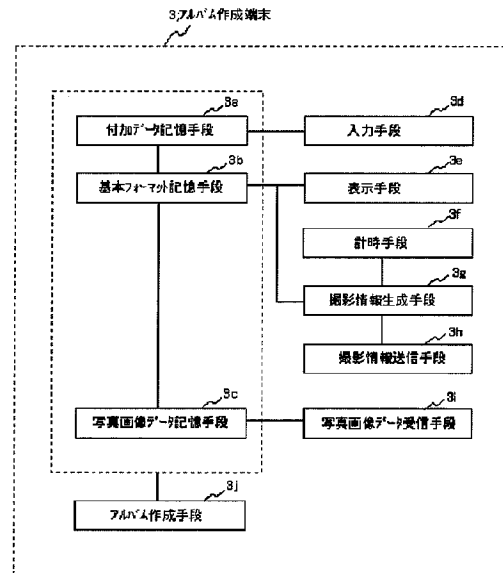 3;アルバム作成端末
3a
付加データ記憶手段
3d
入力手段
3b
基本フォーマット記憶手段
3e
表示手段
3f
計時手段
3g
撮影情報生成手段
3h
撮影情報送信手段
3c
写真画像データ記憶手段
3i
写真画像データ受信手段
3j
アルバム作成手段